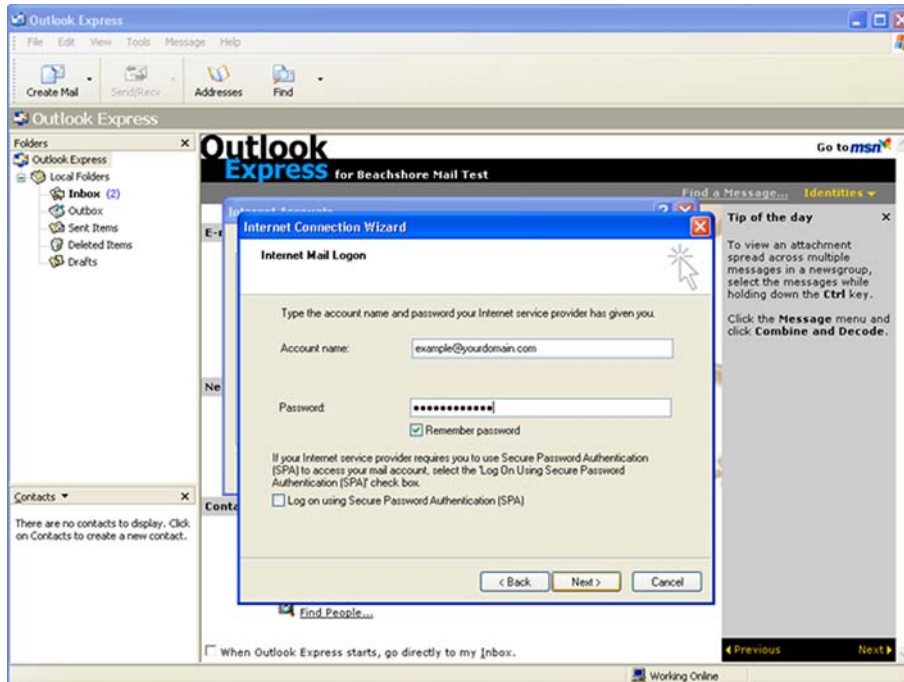 Outlook Express
File Edit View Tools Message Help
Create Mail Send/Recv Addresses Find
Outlook Express
Folders
Outlook Express
Local Folders
Inbox (2)
Outbox
Sent Items
Deleted Items
Drafts
Contacts
There are no contacts to display. Click
on Contacts to create a new contact.
Go to msn
Outlook
Express for Beachshore Mail Test
Find a Message... Identities
Internet Accounts
Internet Connection Wizard
Internet Mail Logon
Type the account name and password your Internet service provider has given you.
Account name: example@yourdomain.com
Password: ••••••••••••
Remember password
If your Internet service provider requires you to use Secure Password Authentication
(SPA) to access your mail account, select the 'Log On Using Secure Password
Authentication (SPA)' check box.
Log on using Secure Password Authentication (SPA)
< Back Next > Cancel
Find People...
When Outlook Express starts, go directly to my Inbox.
Tip of the day
To view an attachment
spread across multiple
messages in a newsgroup,
select the messages while
holding down the Ctrl key.
Click the Message menu and
click Combine and Decode.
Previous Next
Working Online